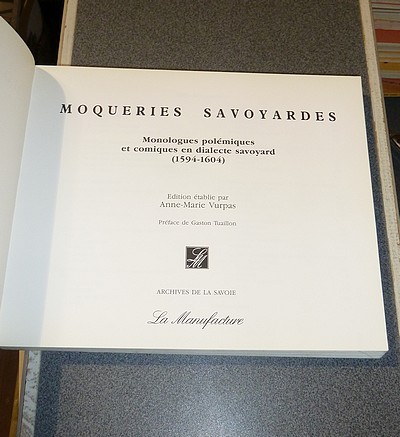 MOQUERIES SAVOYARDES
Monologues polémiques
et comiques en dialecte savoyard
(1594-1604)
Edition établie par
Anne-Marie Vurpas
Préface de Gaston Tuaillon
LM
ARCHIVES DE LA SAVOIE
La Manufacture